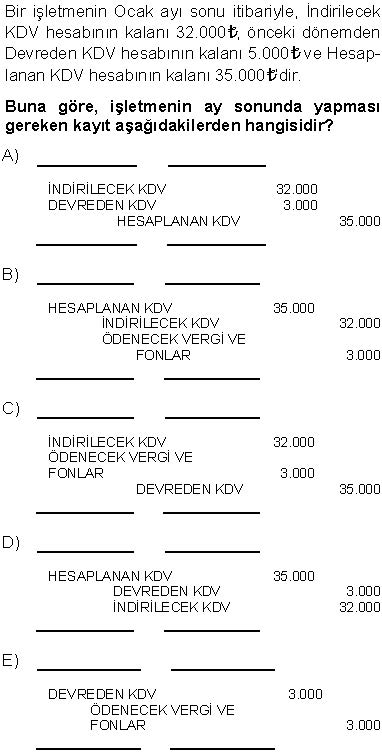 Bir işletmenin Ocak ayı sonu itibariyle, İndirilecek
KDV hesabının kalanı 32.000₺, önceki dönemden
Devreden KDV hesabının kalanı 5.000₺ ve Hesap-
lanan KDV hesabının kalanı 35.000₺'dir.
Buna göre, işletmenin ay sonunda yapması
gereken kayıt aşağıdakilerden hangisidir?
A)
İNDİRİLECEK KDV 32.000
DEVREDEN KDV 3.000
HESAPLANAN KDV 35.000
B)
HESAPLANAN KDV 35.000
İNDİRİLECEK KDV 32.000
ÖDENECEK VERGİ VE
FONLAR 3.000
C)
İNDİRİLECEK KDV 32.000
ÖDENECEK VERGİ VE
FONLAR 3.000
DEVREDEN KDV 35.000
D)
HESAPLANAN KDV 35.000
DEVREDEN KDV 3.000
İNDİRİLECEK KDV 32.000
E)
DEVREDEN KDV 3.000
ÖDENECEK VERGİ VE
FONLAR 3.000